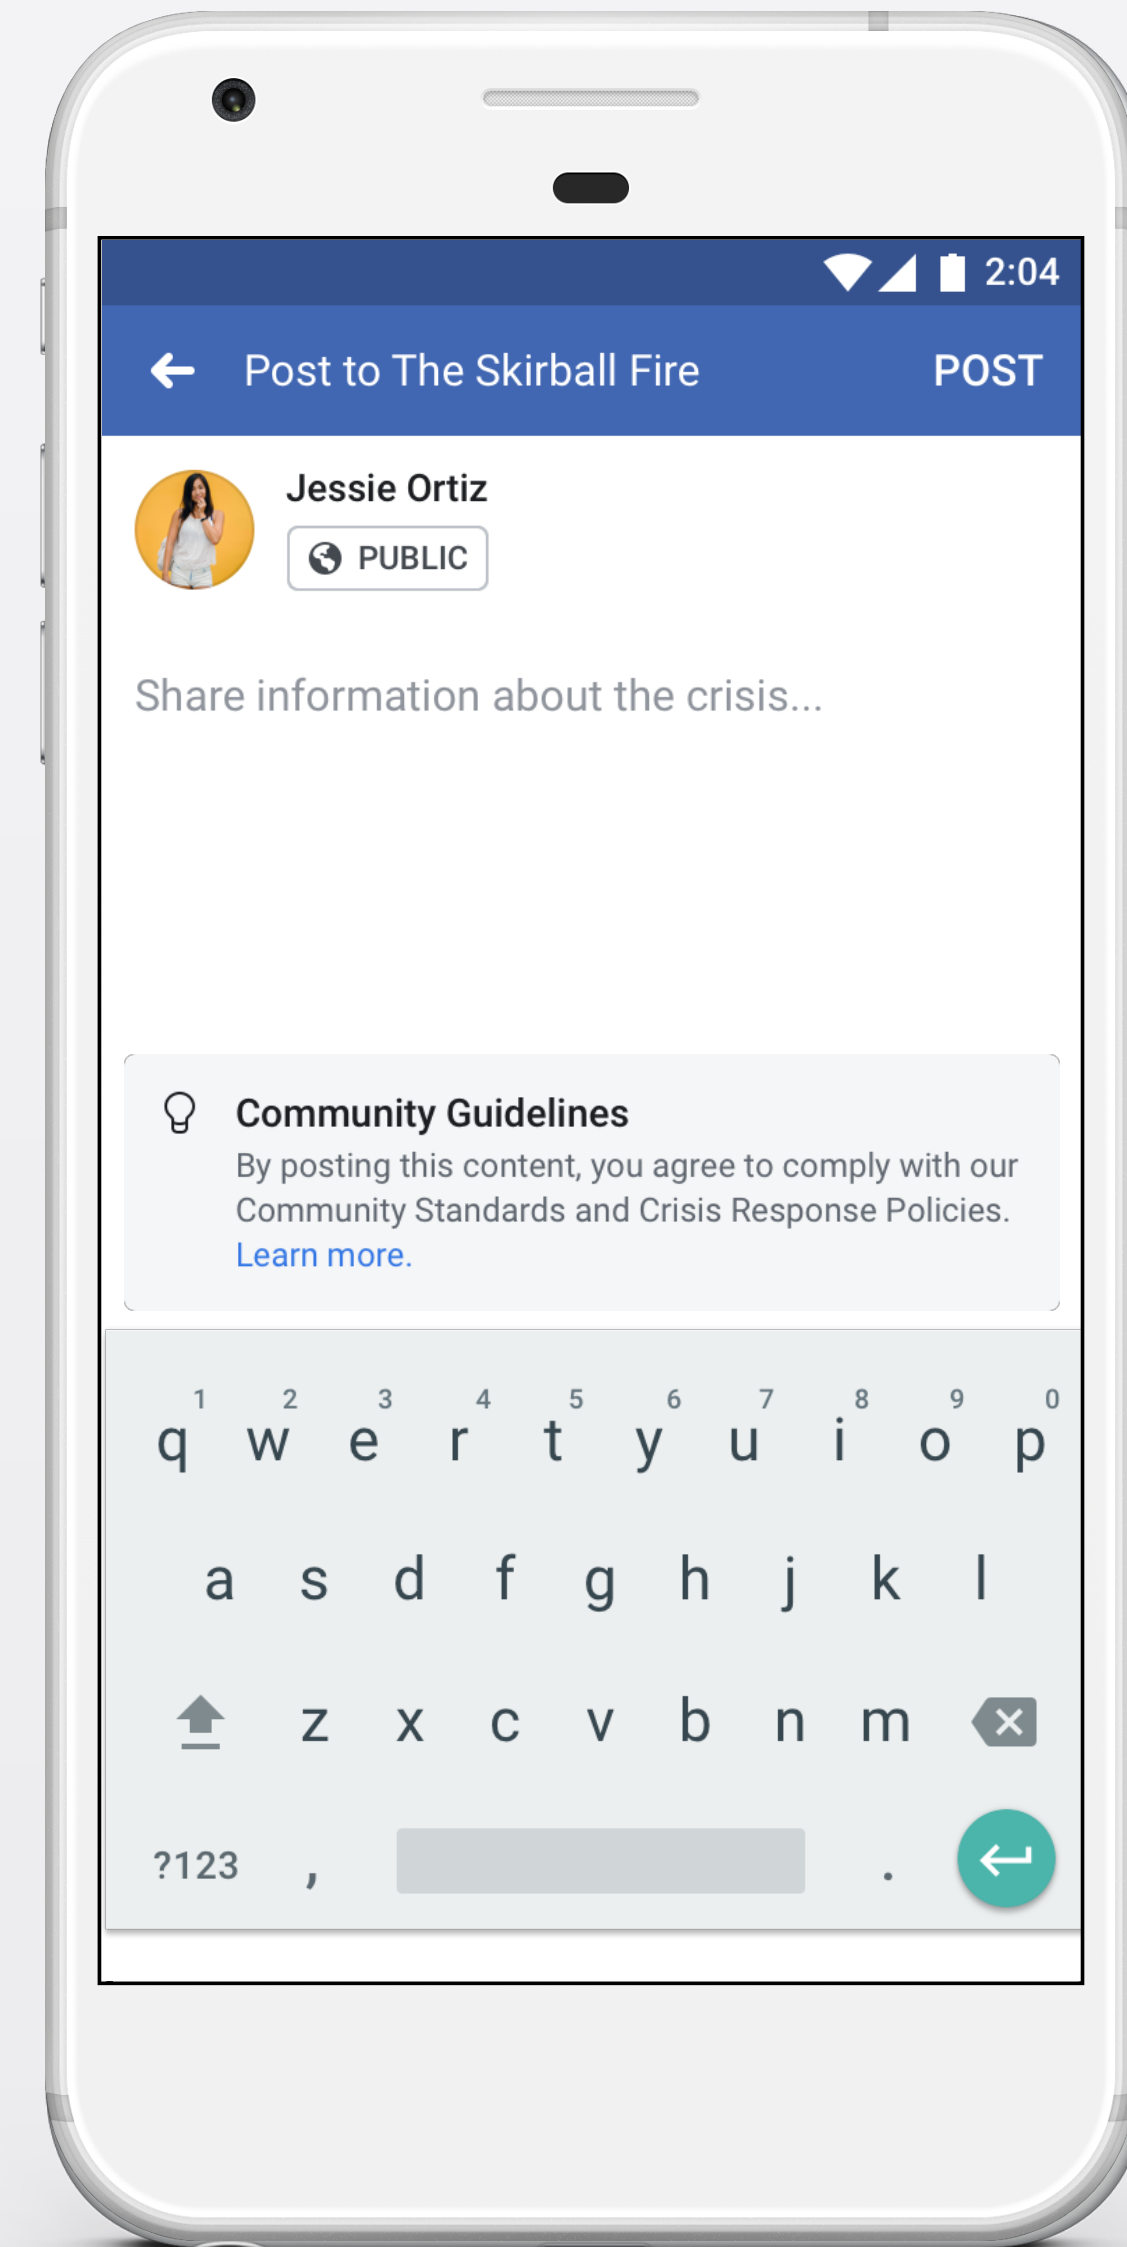 2:04
Post to The Skirball Fire POST
Jessie Ortiz
PUBLIC
Share information about the crisis...
Community Guidelines
By posting this content, you agree to comply with our
Community Standards and Crisis Response Policies.
Learn more.
1 2 3 4 5 6 7 8 9 0
q w e r t y u i o p
a s d f g h j k l
z x c v b n m
?123 , .